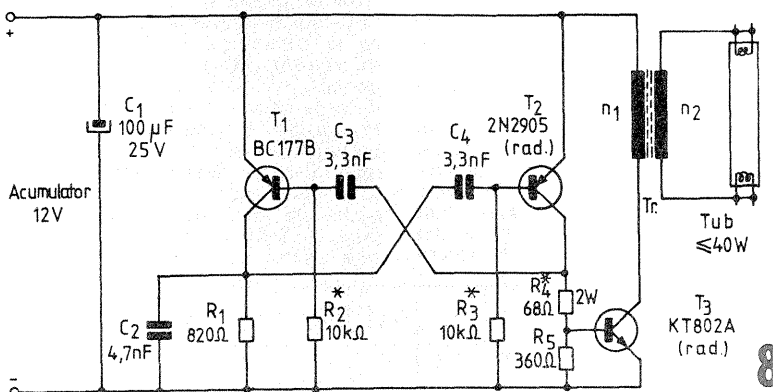 +
C1
100 µF
25V
T1
BC177B
C3
3,3nF
C4
3,3nF
T2
2N2905
(rad.)
n1
n2
Acumulator
12V
Tr.
Tub
≤40W
C2
4,7nF
R1
820Ω
R2*
10kΩ
R3*
10kΩ
R4*
68Ω
2W
R5
360Ω
T3
KT802A
(rad.)
−
8